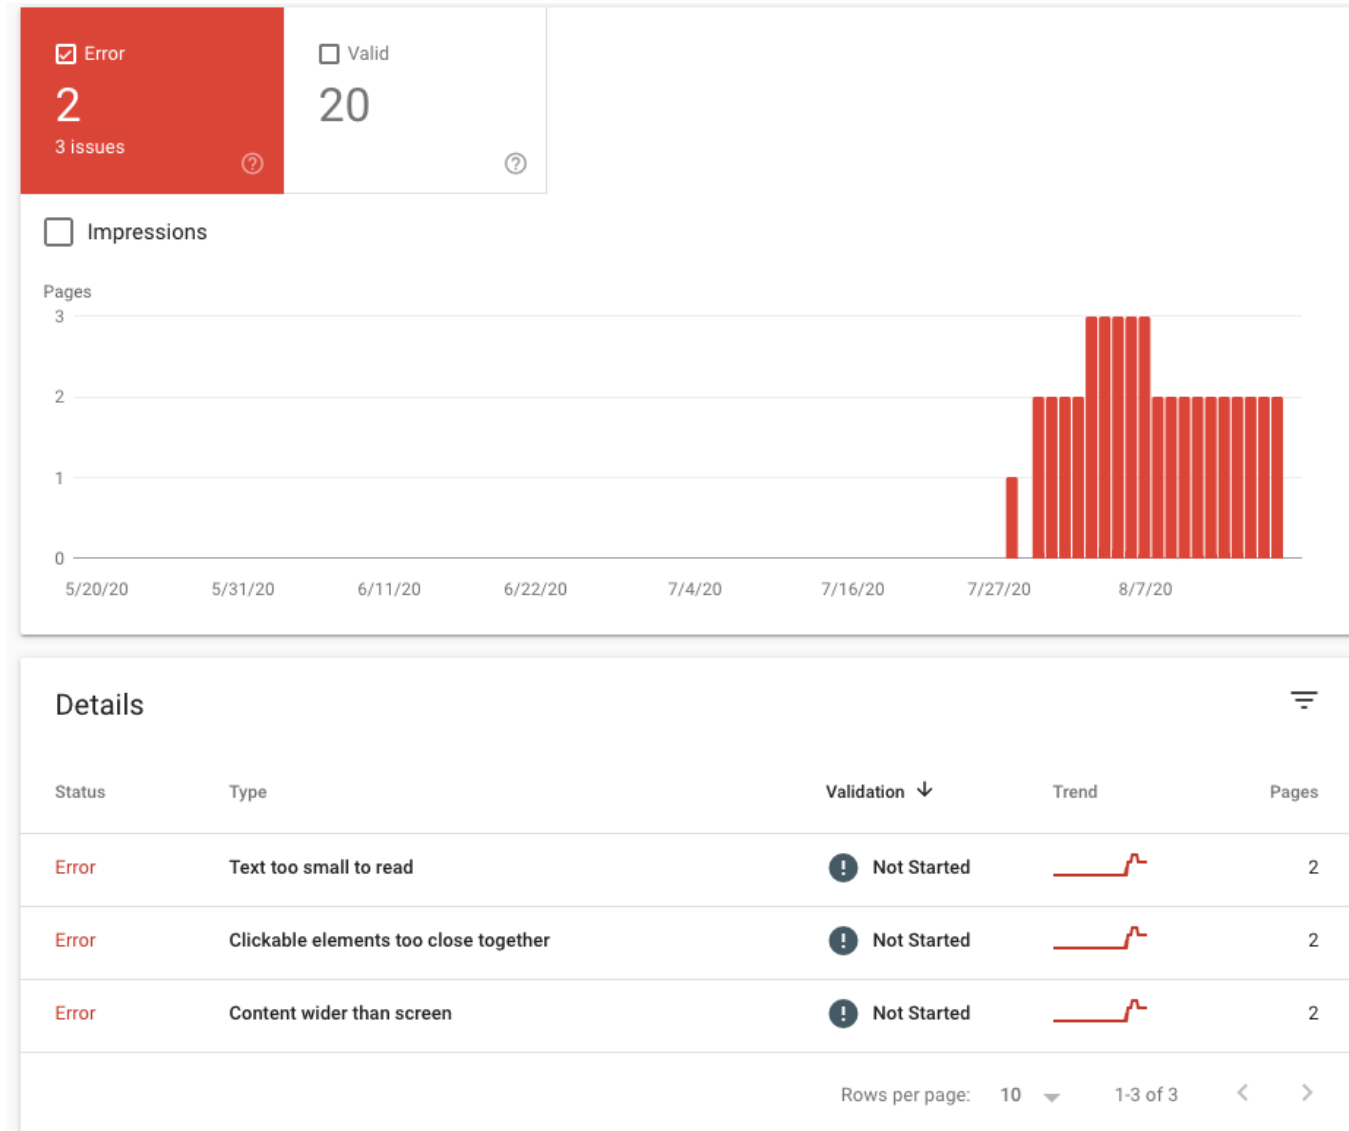 Error
2
3 issues
Valid
20
Impressions
Pages
3
2
1
0
5/20/20 5/31/20 6/11/20 6/22/20 7/4/20 7/16/20 7/27/20 8/7/20
Details
Status Type Validation Trend Pages
Error Text too small to read Not Started 2
Error Clickable elements too close together Not Started 2
Error Content wider than screen Not Started 2
Rows per page: 10 1-3 of 3